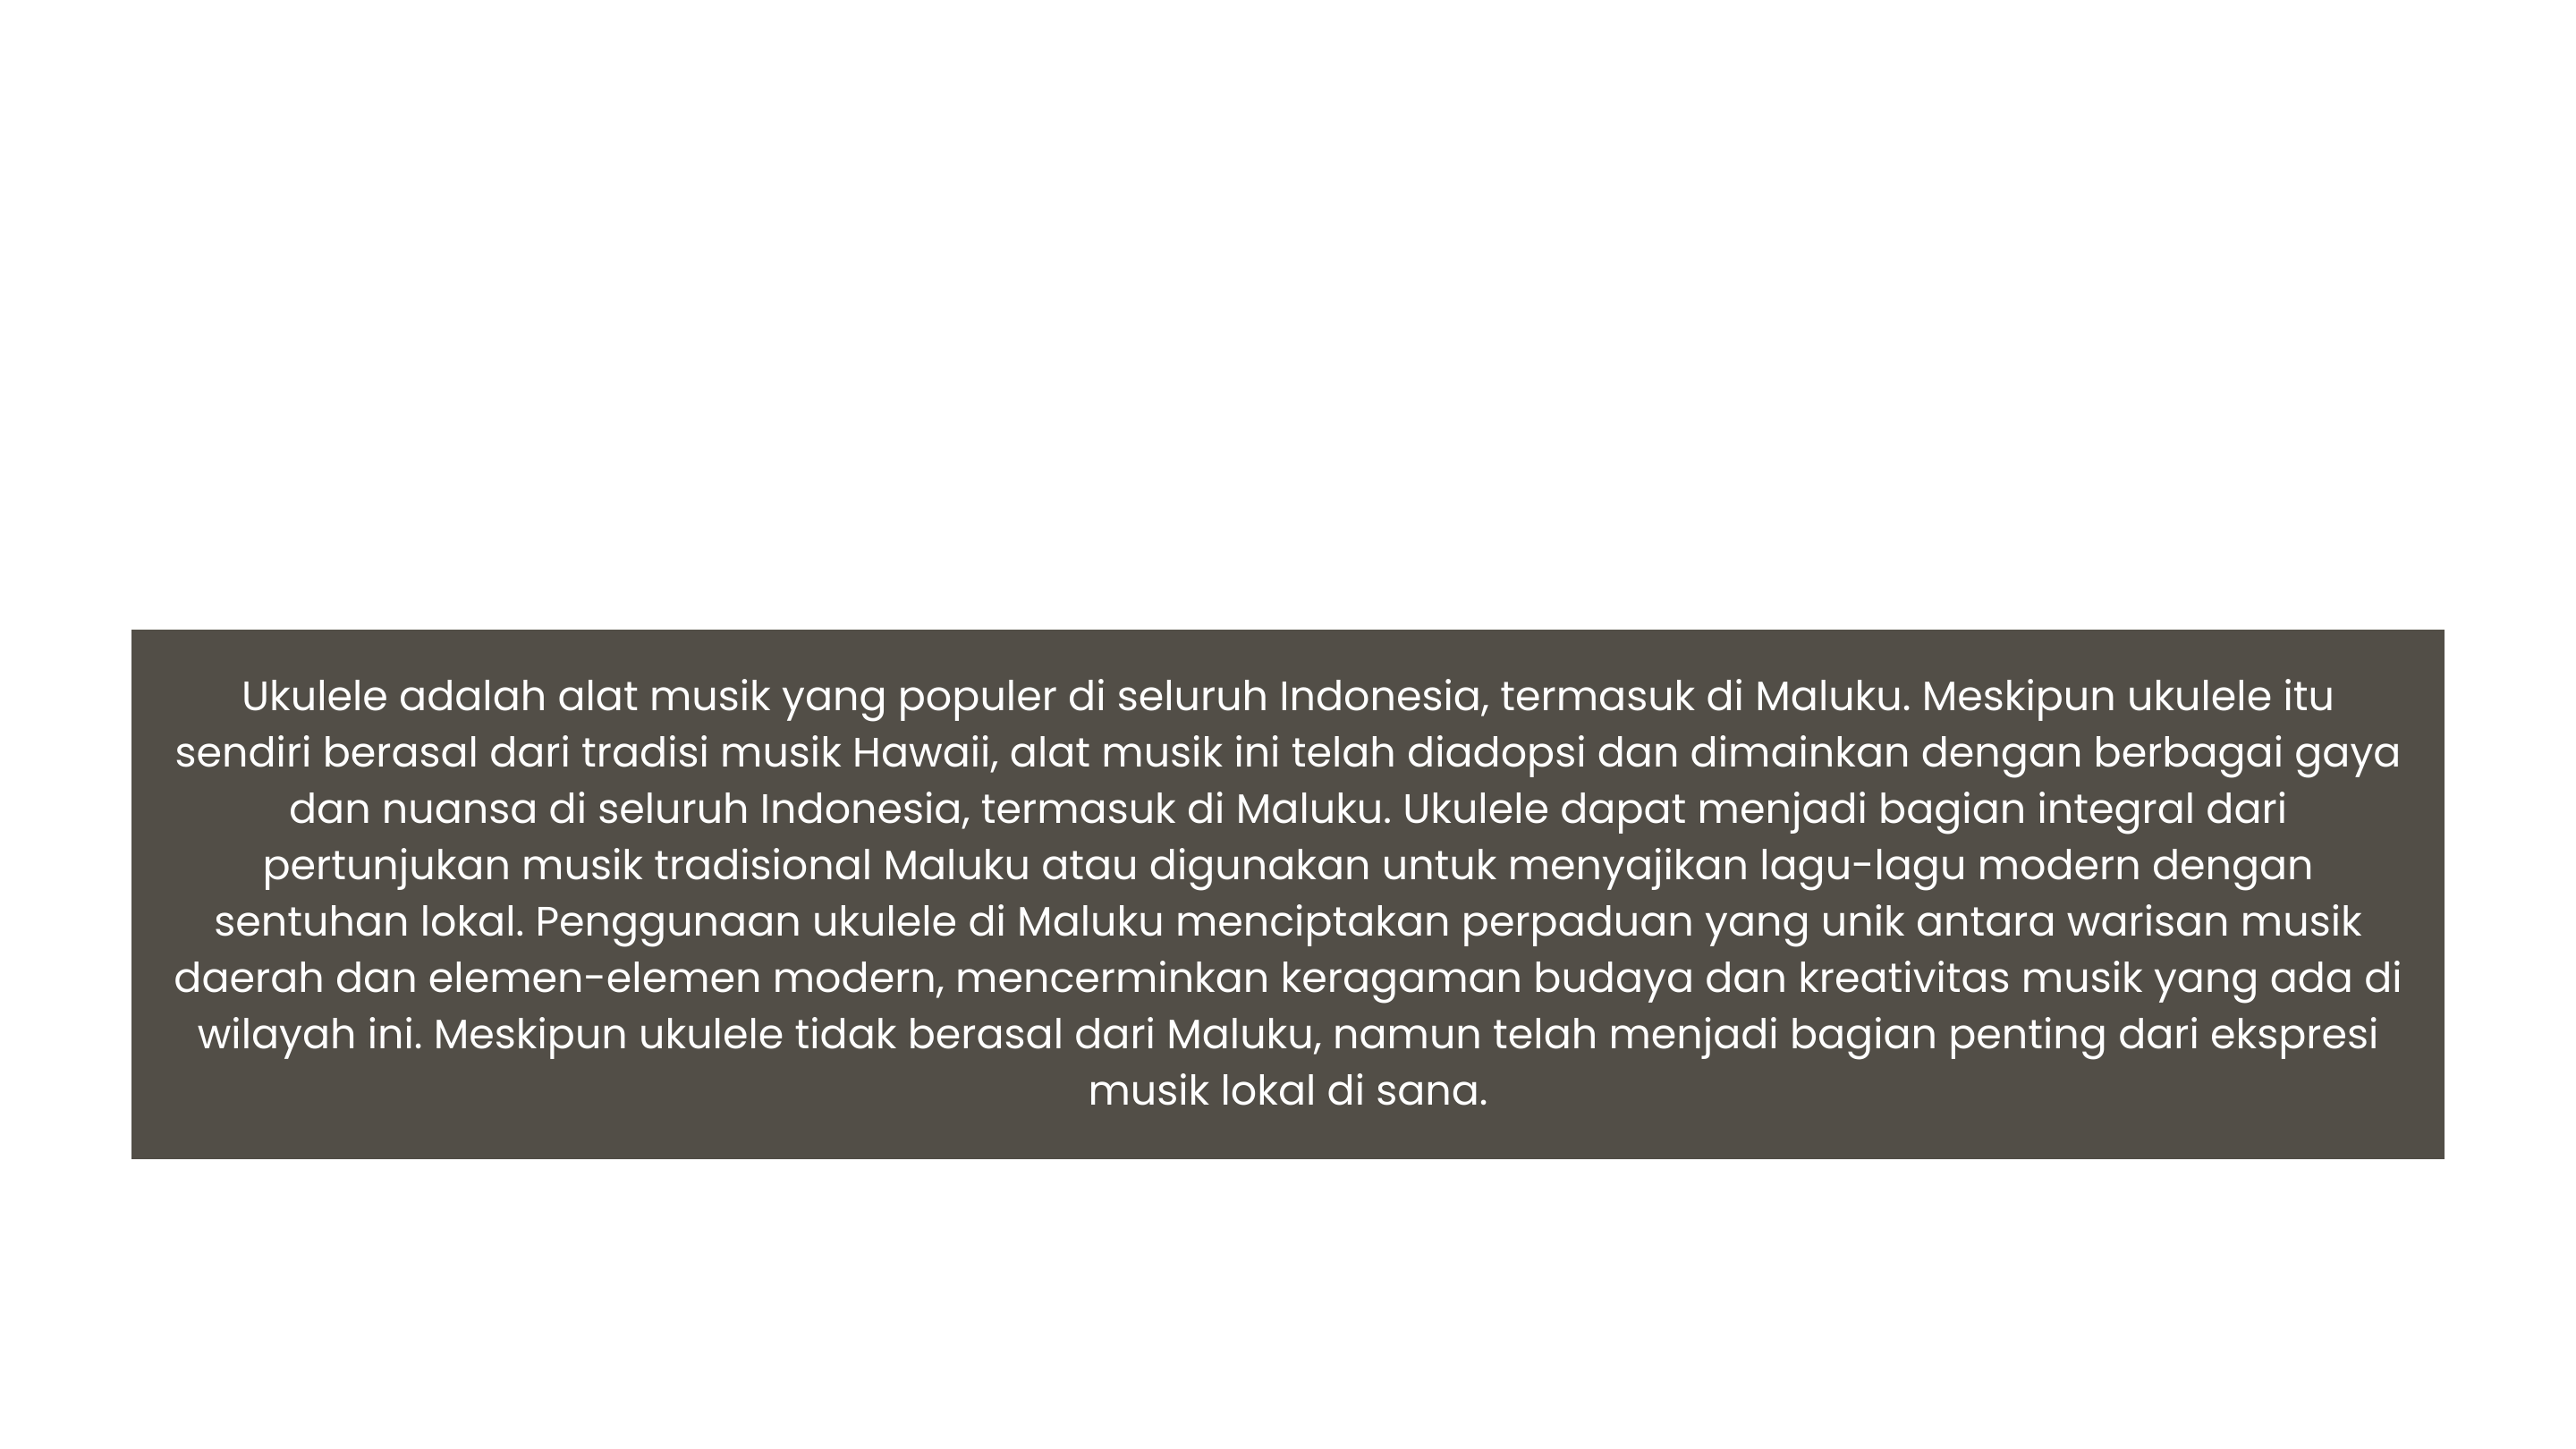 Ukulele adalah alat musik yang populer di seluruh Indonesia, termasuk di Maluku. Meskipun ukulele itu
sendiri berasal dari tradisi musik Hawaii, alat musik ini telah diadopsi dan dimainkan dengan berbagai gaya
dan nuansa di seluruh Indonesia, termasuk di Maluku. Ukulele dapat menjadi bagian integral dari
pertunjukan musik tradisional Maluku atau digunakan untuk menyajikan lagu-lagu modern dengan
sentuhan lokal. Penggunaan ukulele di Maluku menciptakan perpaduan yang unik antara warisan musik
daerah dan elemen-elemen modern, mencerminkan keragaman budaya dan kreativitas musik yang ada di
wilayah ini. Meskipun ukulele tidak berasal dari Maluku, namun telah menjadi bagian penting dari ekspresi
musik lokal di sana.